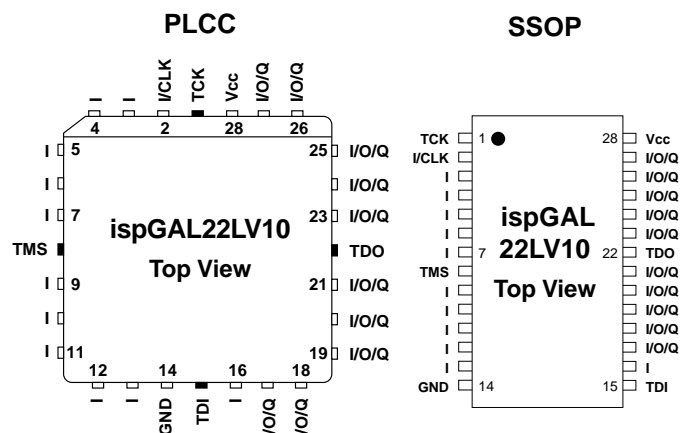 PLCC
I I I/CLK TCK Vcc I/O/Q I/O/Q
4 2 28 26
I 5 25 I/O/Q
I I/O/Q
I 7 23 I/O/Q
ispGAL22LV10
TMS TDO
Top View
I 9 21 I/O/Q
I I/O/Q
I 11 19 I/O/Q
12 14 16 18
I I GND TDI I I/O/Q I/O/Q
SSOP
TCK 1 28 Vcc
I/CLK I/O/Q
I I/O/Q
I I/O/Q
I I/O/Q
I I/O/Q
ispGAL
22LV10
I 7 22 TDO
TMS I/O/Q
Top View
I I/O/Q
I I/O/Q
I I/O/Q
I I/O/Q
I I
GND 14 15 TDI